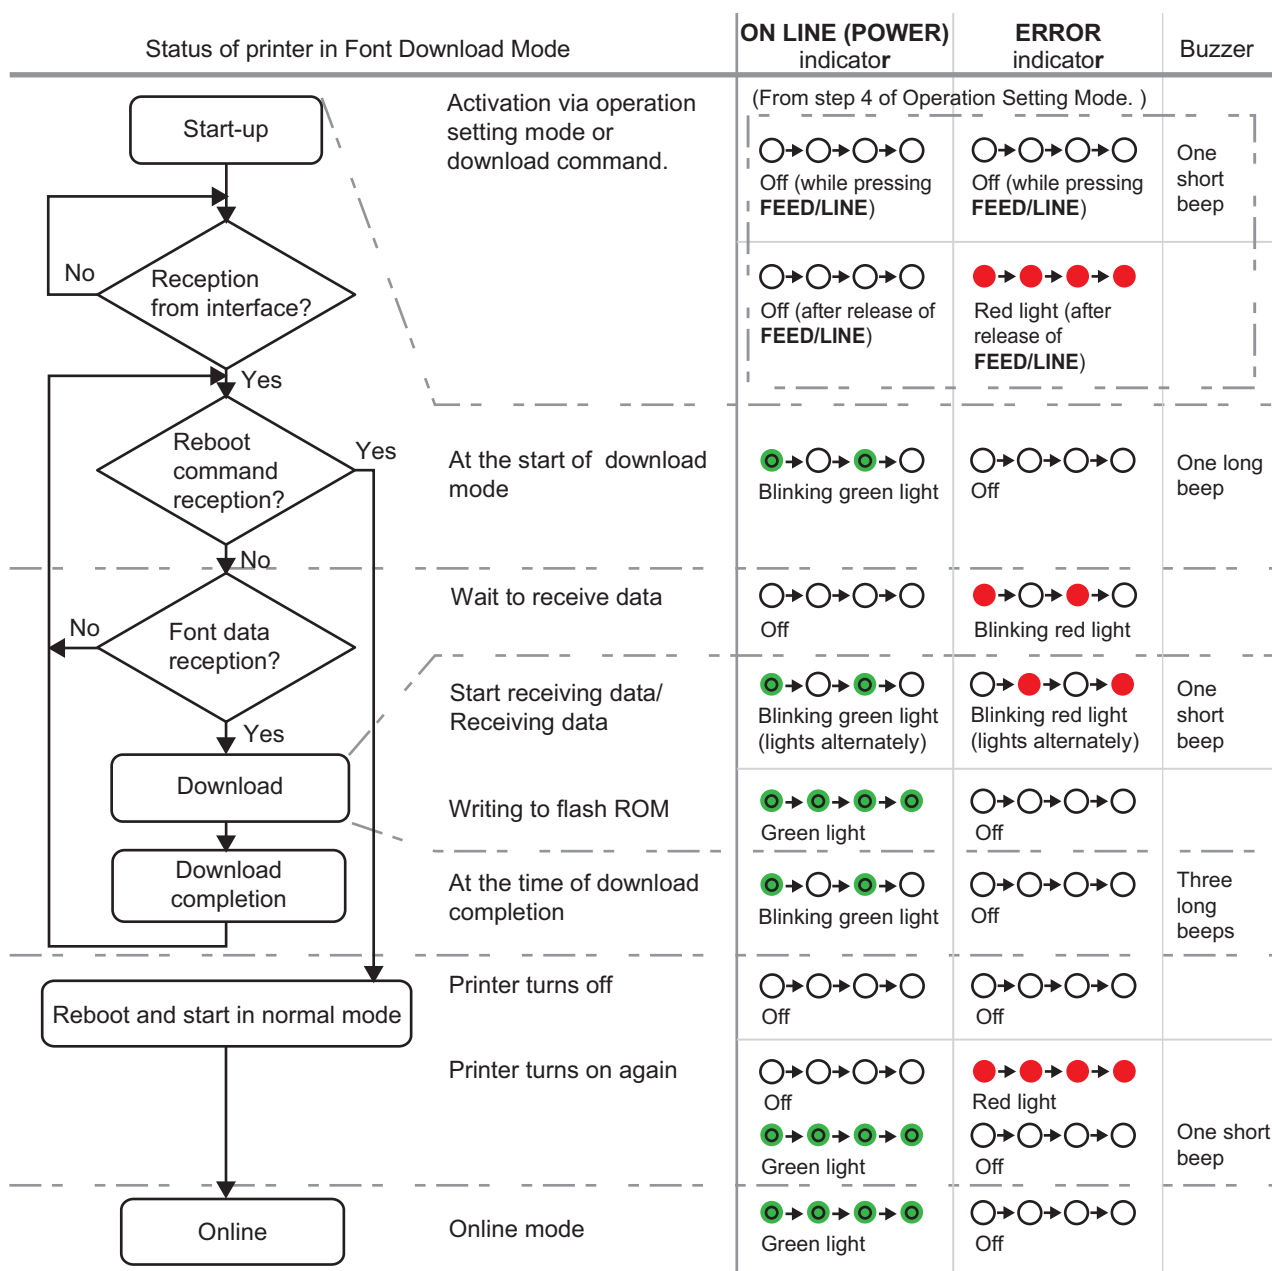 Status of printer in Font Download Mode
ON LINE (POWER)
indicator
ERROR
indicator
Buzzer
Start-up
Activation via operation
setting mode or
download command.
(From step 4 of Operation Setting Mode. )
Off (while pressing
FEED/LINE)
Off (while pressing
FEED/LINE)
One
short
beep
No
Reception
from interface?
Off (after release of
FEED/LINE)
Red light (after
release of
FEED/LINE)
Yes
Reboot
command
reception?
Yes
At the start of download
mode
Blinking green light
Off
One long
beep
No
Wait to receive data
Off
Blinking red light
No
Font data
reception?
Start receiving data/
Receiving data
Blinking green light
(lights alternately)
Blinking red light
(lights alternately)
One
short
beep
Yes
Download
Writing to flash ROM
Green light
Off
Download
completion
At the time of download
completion
Blinking green light
Off
Three
long
beeps
Printer turns off
Off
Off
Reboot and start in normal mode
Printer turns on again
Off
Red light
Green light
Off
One short
beep
Online
Online mode
Green light
Off